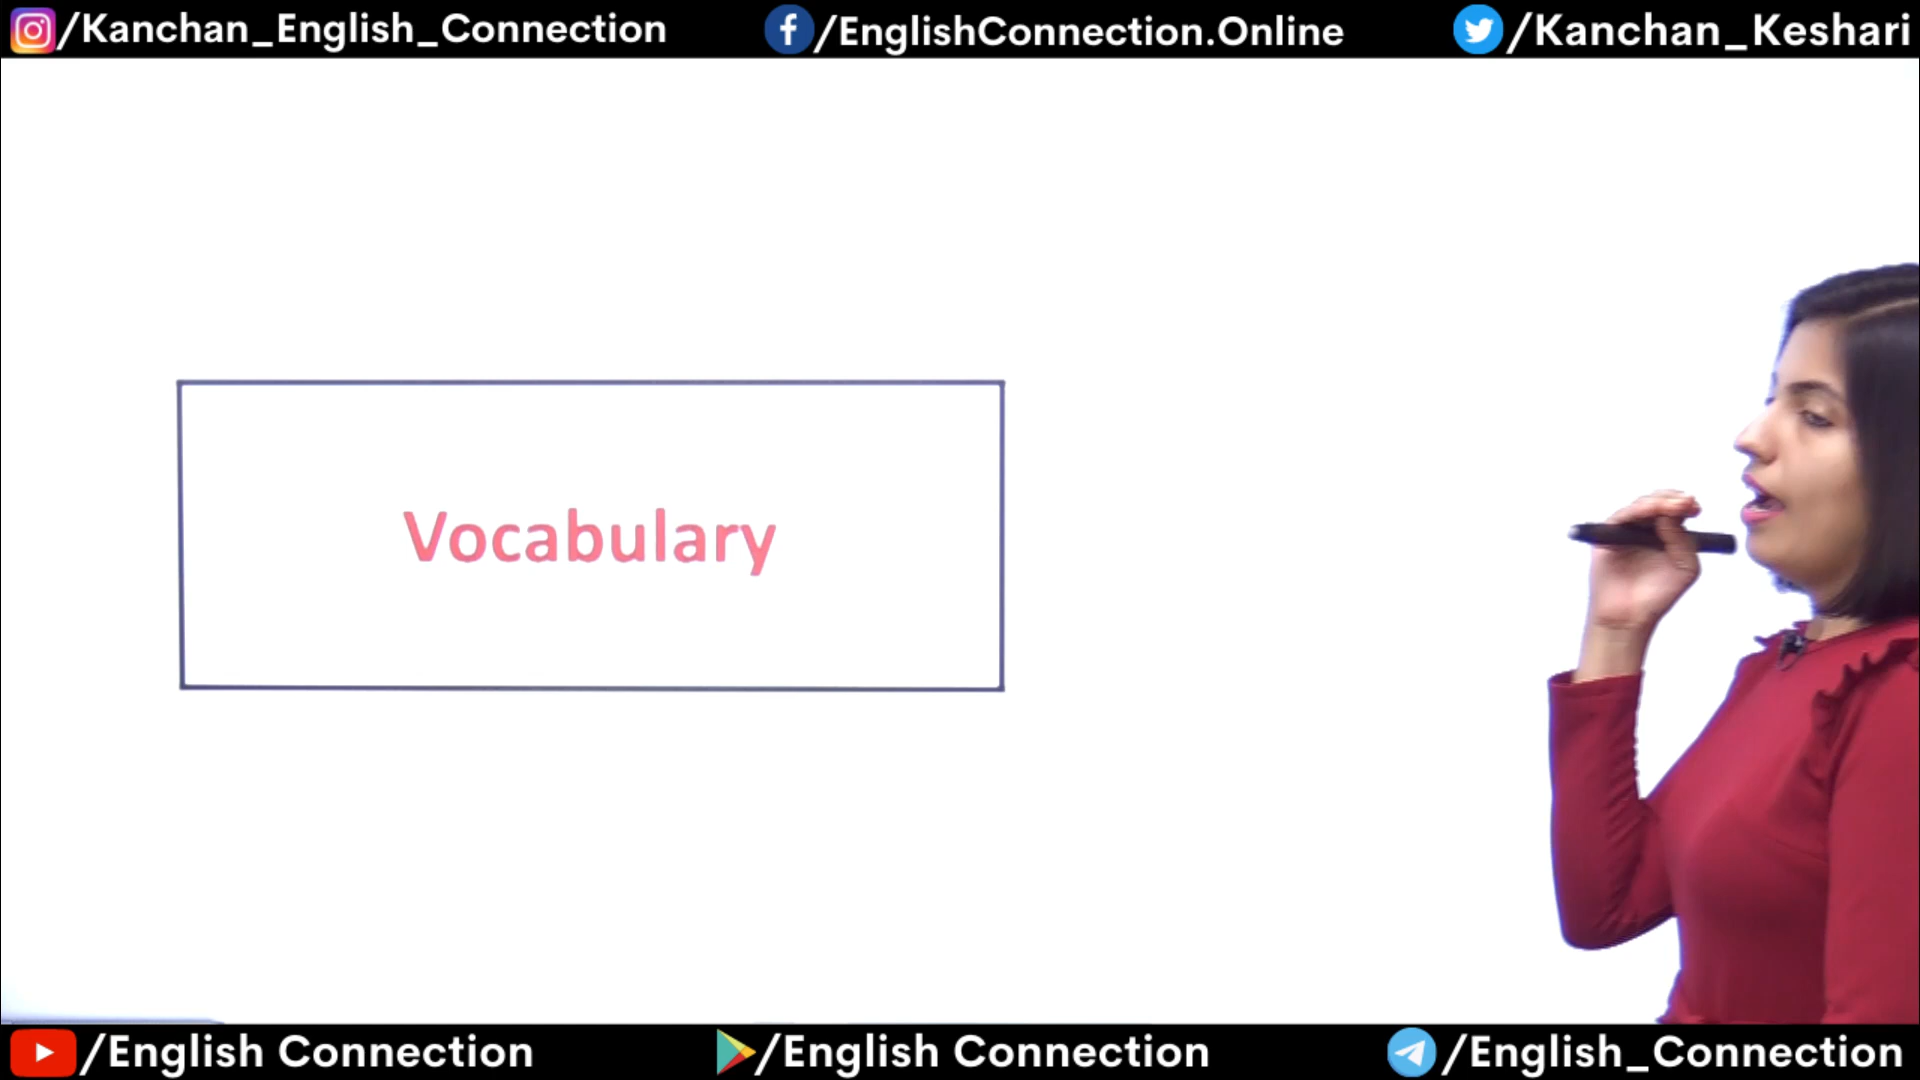 /Kanchan_English_Connection
/EnglishConnection.Online
/Kanchan_Keshari
Vocabulary
/English Connection
/English Connection
/English_Connection